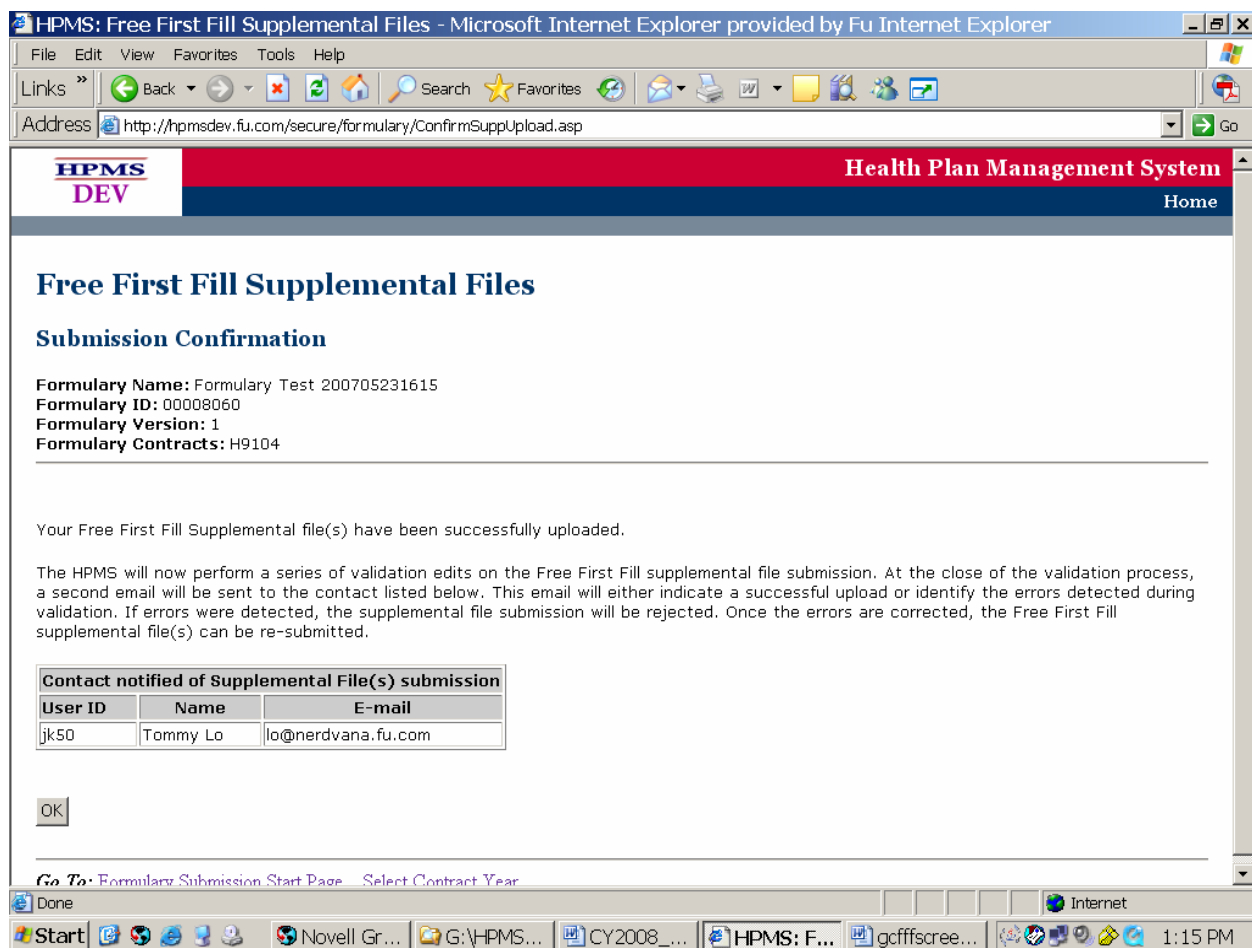 HPMS: Free First Fill Supplemental Files - Microsoft Internet Explorer provided by Fu Internet Explorer
File Edit View Favorites Tools Help
Links » Back Search Favorites
Address http://hpmsdev.fu.com/secure/formulary/ConfirmSuppUpload.asp Go
HPMS
DEV
Health Plan Management System
Home
Free First Fill Supplemental Files
Submission Confirmation
Formulary Name: Formulary Test 200705231615
Formulary ID: 00008060
Formulary Version: 1
Formulary Contracts: H9104
Your Free First Fill Supplemental file(s) have been successfully uploaded.
The HPMS will now perform a series of validation edits on the Free First Fill supplemental file submission. At the close of the validation process,
a second email will be sent to the contact listed below. This email will either indicate a successful upload or identify the errors detected during
validation. If errors were detected, the supplemental file submission will be rejected. Once the errors are corrected, the Free First Fill
supplemental file(s) can be re-submitted.
Contact notified of Supplemental File(s) submission
User ID Name E-mail
jk50 Tommy Lo lo@nerdvana.fu.com
OK
Go To: Formulary Submission Start Page Select Contract Year
Done Internet
Start Novell Gr... G:\HPMS... CY2008_... HPMS: F... gcfffscree... 1:15 PM